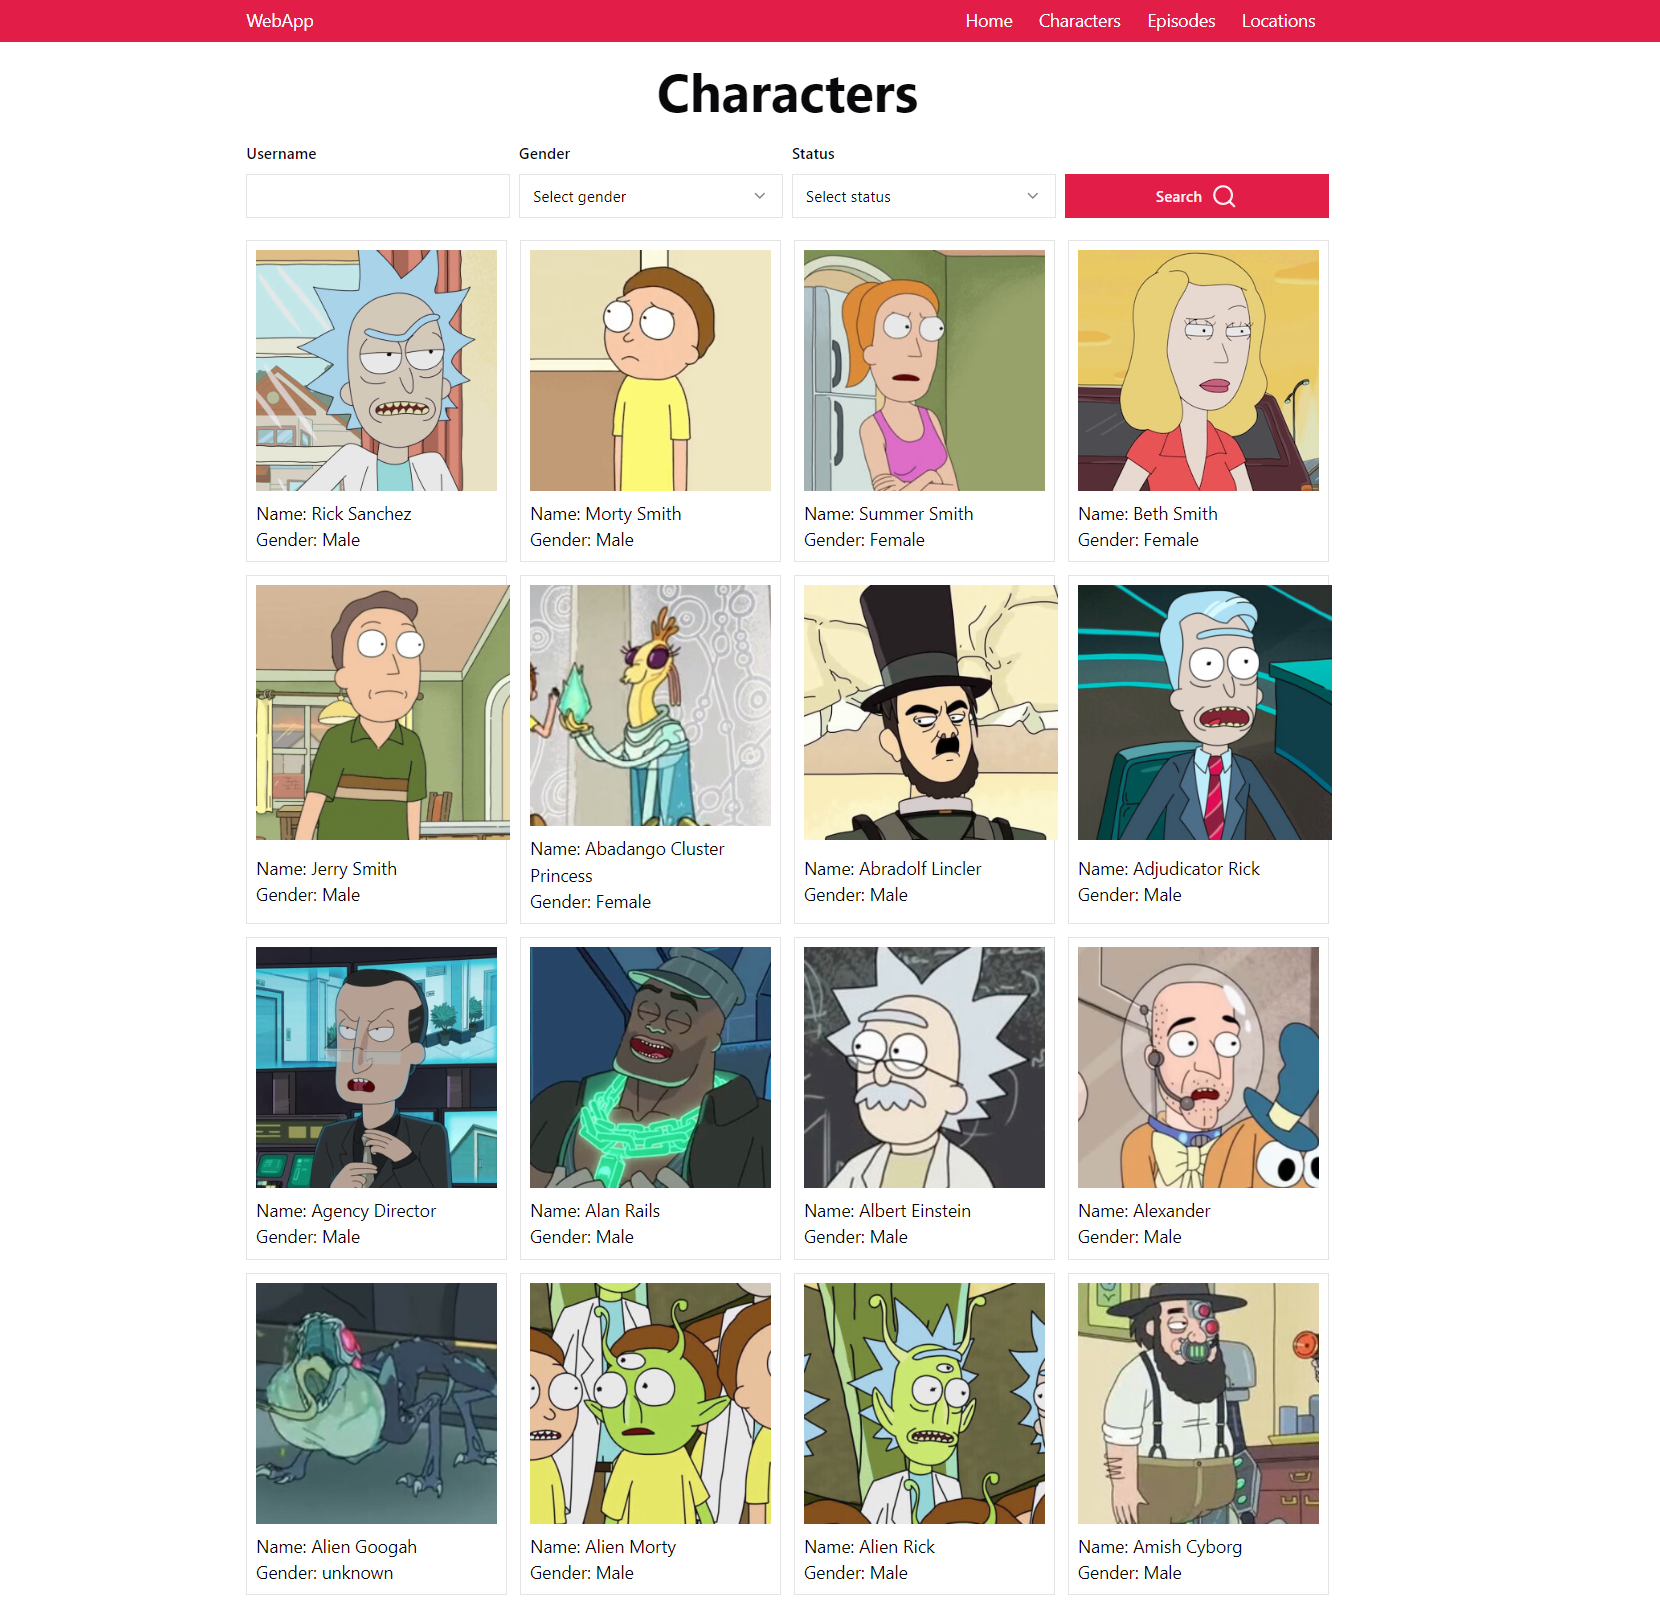 WebApp
Home Characters Episodes Locations
Characters
Username Gender Status
Select gender Select status Search
Name: Rick Sanchez
Gender: Male
Name: Morty Smith
Gender: Male
Name: Summer Smith
Gender: Female
Name: Beth Smith
Gender: Female
Name: Jerry Smith
Gender: Male
Name: Abadango Cluster
Princess
Gender: Female
Name: Abradolf Lincler
Gender: Male
Name: Adjudicator Rick
Gender: Male
Name: Agency Director
Gender: Male
Name: Alan Rails
Gender: Male
Name: Albert Einstein
Gender: Male
Name: Alexander
Gender: Male
Name: Alien Googah
Gender: unknown
Name: Alien Morty
Gender: Male
Name: Alien Rick
Gender: Male
Name: Amish Cyborg
Gender: Male